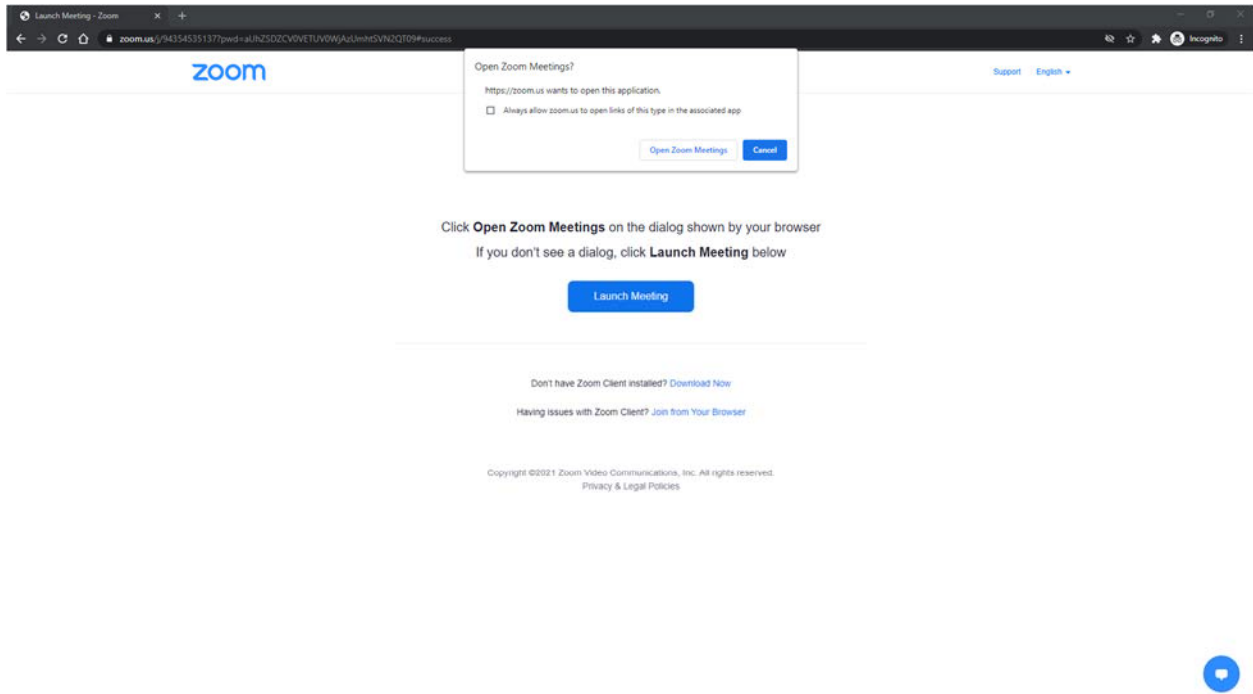 Launch Meeting - Zoom
zoom.us/j/94354535137?pwd=aUhZSDZCV0VETUV0WjAzUmhtSVN2QT09#success
Incognito
zoom
Support English
Open Zoom Meetings?
https://zoom.us wants to open this application.
Always allow zoom.us to open links of this type in the associated app
Open Zoom Meetings Cancel
Click Open Zoom Meetings on the dialog shown by your browser
If you don't see a dialog, click Launch Meeting below
Launch Meeting
Don't have Zoom Client installed? Download Now
Having issues with Zoom Client? Join from Your Browser
Copyright ©2021 Zoom Video Communications, Inc. All rights reserved.
Privacy & Legal Policies